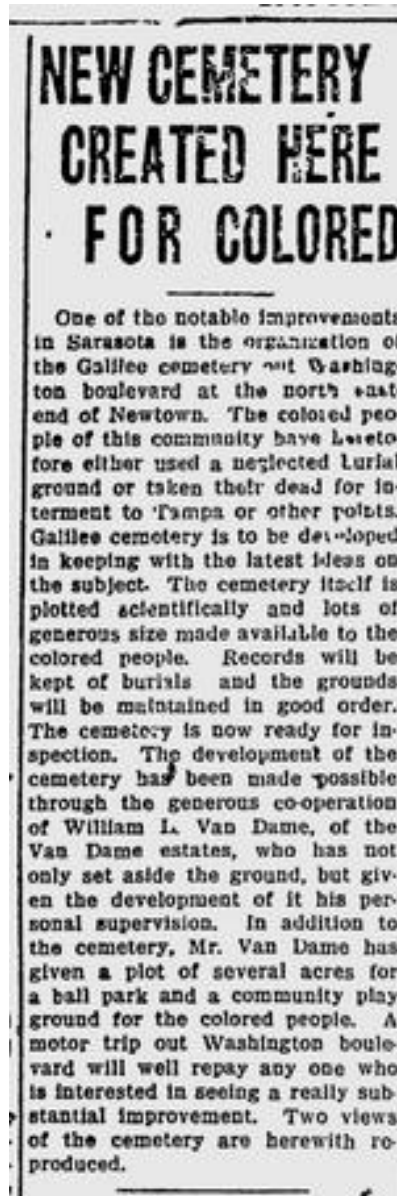 NEW CEMETERY
CREATED HERE
FOR COLORED
One of the notable improvements
in Sarasota is the organization of
the Galilee cemetery out Washing-
ton boulevard at the north east
end of Newtown. The colored peo-
ple of this community have hereto-
fore either used a neglected burial
ground or taken their dead for in-
terment to Tampa or other points.
Galilee cemetery is to be developed
in keeping with the latest ideas on
the subject. The cemetery itself is
plotted scientifically and lots of
generous size made available to the
colored people. Records will be
kept of burials and the grounds
will be maintained in good order.
The cemetery is now ready for in-
spection. The development of the
cemetery has been made possible
through the generous co-operation
of William L. Van Dame, of the
Van Dame estates, who has not
only set aside the ground, but giv-
en the development of it his per-
sonal supervision. In addition to
the cemetery, Mr. Van Dame has
given a plot of several acres for
a ball park and a community play
ground for the colored people. A
motor trip out Washington boule-
vard will well repay any one who
is interested in seeing a really sub-
stantial improvement. Two views
of the cemetery are herewith re-
produced.